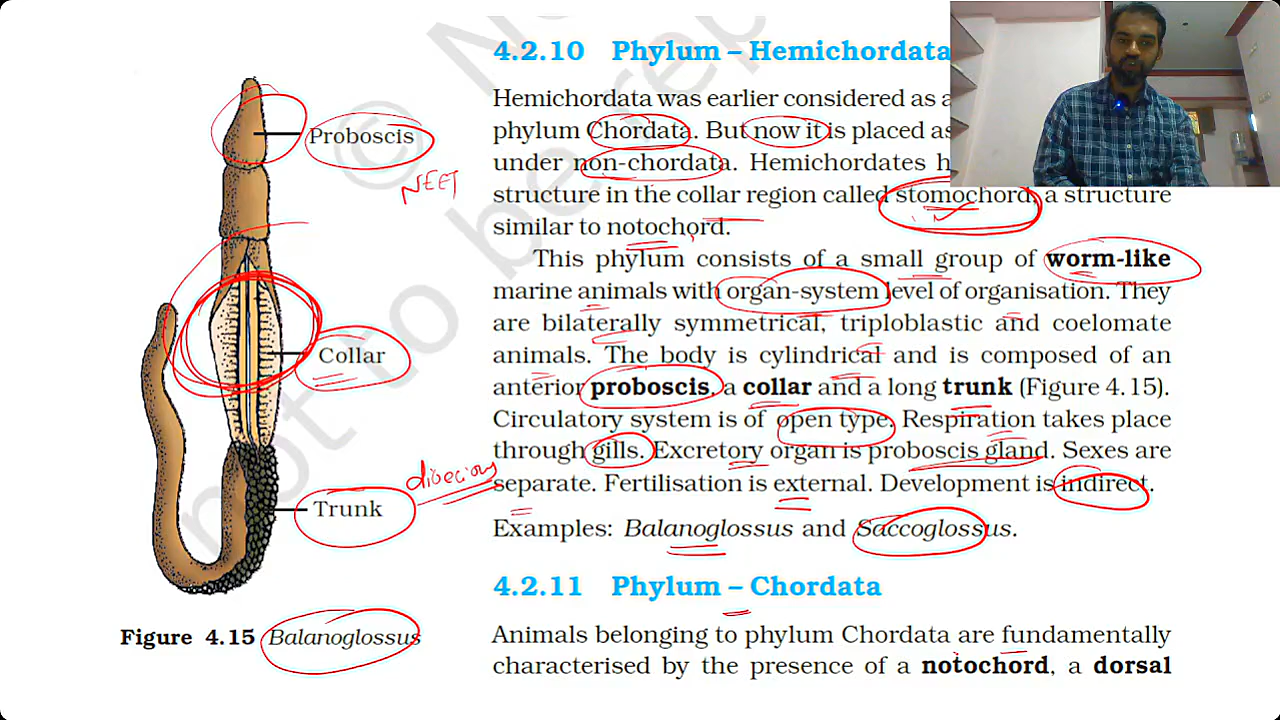 4.2.10 Phylum – Hemichordata
Hemichordata was earlier considered as a
phylum Chordata. But now it is placed as
under non-chordata. Hemichordates h
structure in the collar region called stomochord, a structure
similar to notochord.
This phylum consists of a small group of worm-like
marine animals with organ-system level of organisation. They
are bilaterally symmetrical, triploblastic and coelomate
animals. The body is cylindrical and is composed of an
anterior proboscis, a collar and a long trunk (Figure 4.15).
Circulatory system is of open type. Respiration takes place
through gills. Excretory organ is proboscis gland. Sexes are
separate. Fertilisation is external. Development is indirect.
Examples: Balanoglossus and Saccoglossus.
4.2.11 Phylum – Chordata
Animals belonging to phylum Chordata are fundamentally
characterised by the presence of a notochord, a dorsal
Proboscis
NEET
Collar
dioecious
Trunk
Figure 4.15 Balanoglossus
© N
not to be rep